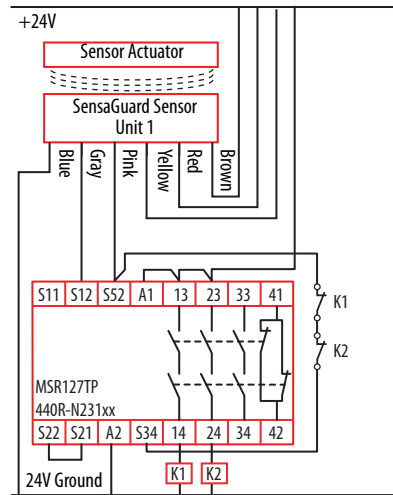 +24V
Sensor Actuator
SensaGuard Sensor
Unit 1
Blue
Gray
Pink
Yellow
Red
Brown
S11 S12 S52 A1 13 23 33 41
K1
K2
MSR127TP
440R-N231xx
S22 S21 A2 S34 14 24 34 42
24V Ground
K1 K2